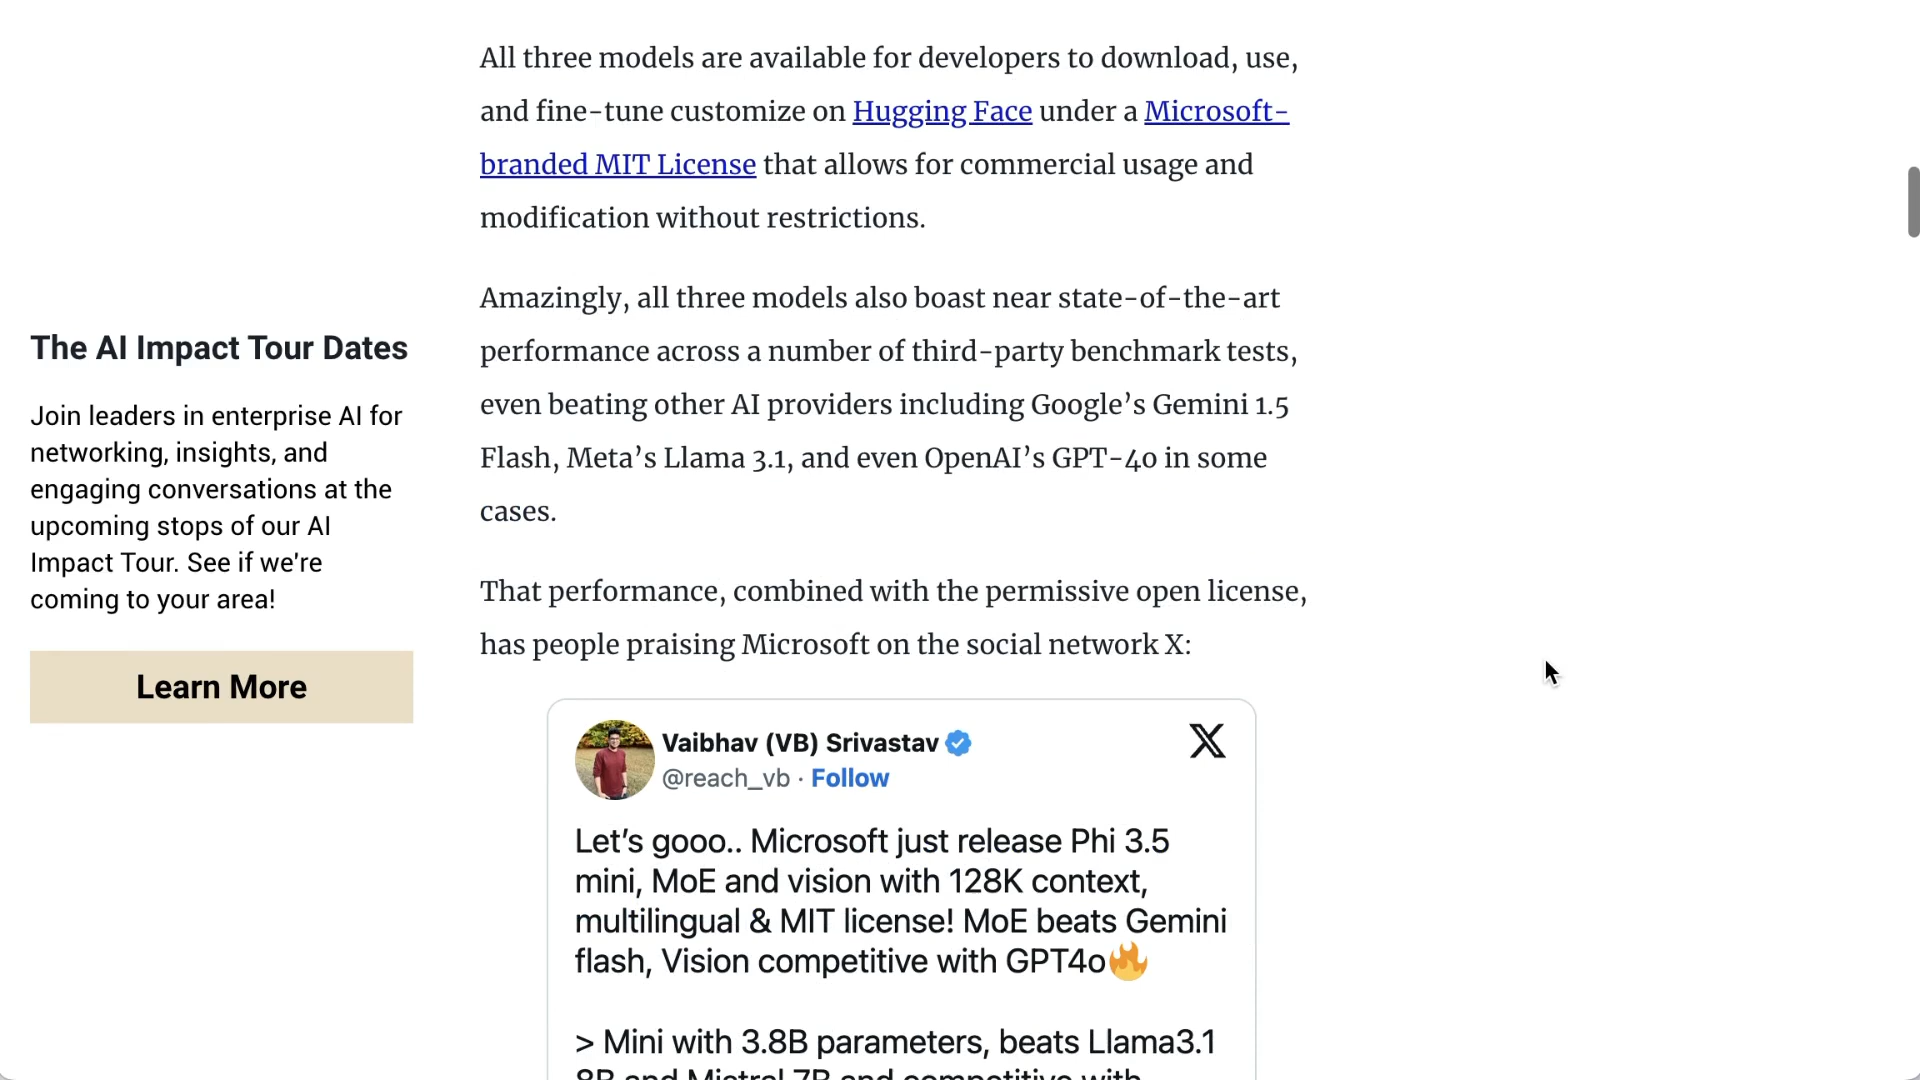 All three models are available for developers to download, use,
and fine-tune customize on Hugging Face under a Microsoft-
branded MIT License that allows for commercial usage and
modification without restrictions.
Amazingly, all three models also boast near state-of-the-art
performance across a number of third-party benchmark tests,
even beating other AI providers including Google’s Gemini 1.5
Flash, Meta’s Llama 3.1, and even OpenAI’s GPT-4o in some
cases.
That performance, combined with the permissive open license,
has people praising Microsoft on the social network X:
The AI Impact Tour Dates
Join leaders in enterprise AI for
networking, insights, and
engaging conversations at the
upcoming stops of our AI
Impact Tour. See if we're
coming to your area!
Learn More
Vaibhav (VB) Srivastav
@reach_vb · Follow
Let’s gooo.. Microsoft just release Phi 3.5
mini, MoE and vision with 128K context,
multilingual & MIT license! MoE beats Gemini
flash, Vision competitive with GPT4o🔥
> Mini with 3.8B parameters, beats Llama3.1
8B and Mistral 7B and competitive with